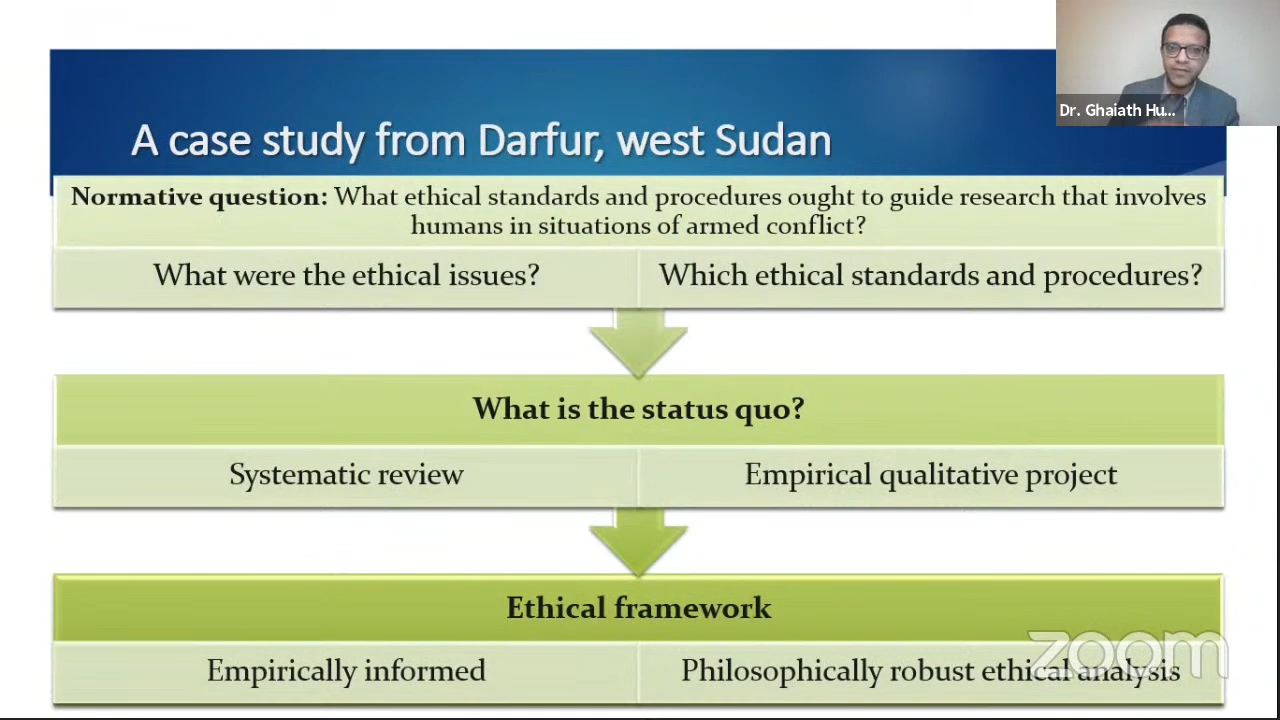 Dr. Ghaiath Hu...
A case study from Darfur, west Sudan
Normative question: What ethical standards and procedures ought to guide research that involves
humans in situations of armed conflict?
What were the ethical issues?
Which ethical standards and procedures?
What is the status quo?
Systematic review
Empirical qualitative project
Ethical framework
Empirically informed
Philosophically robust ethical analysis
zoom